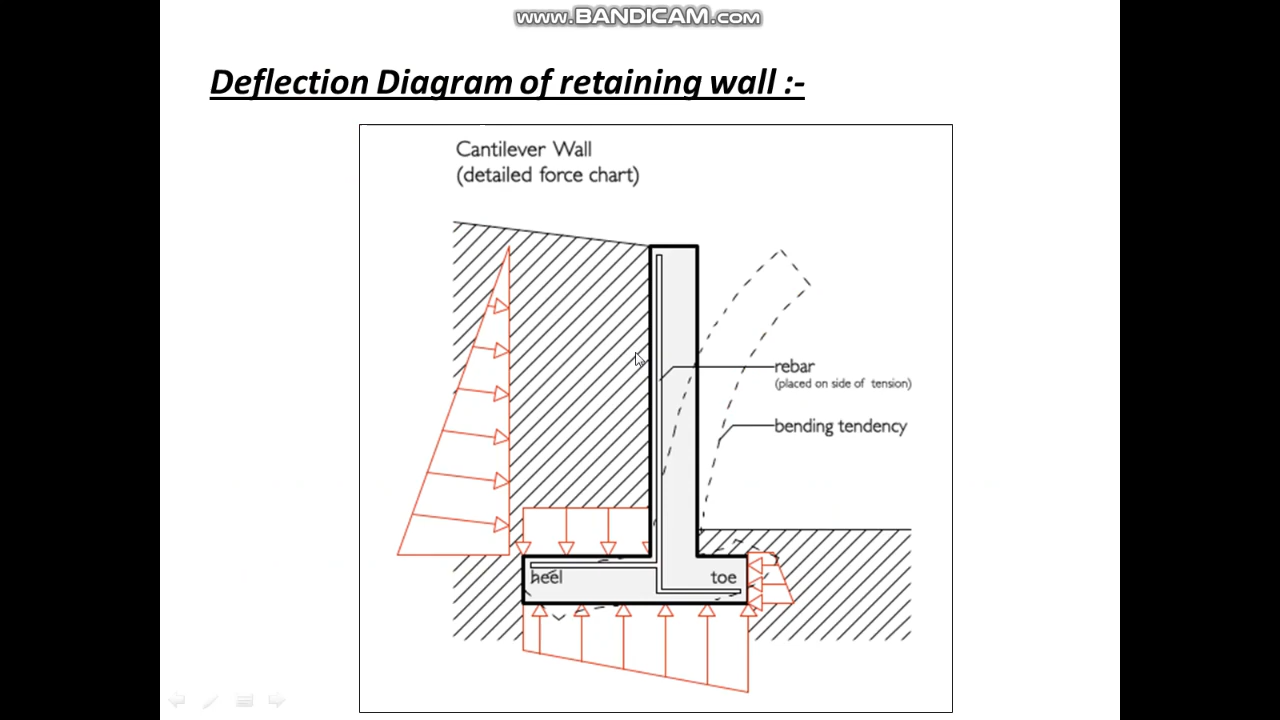 www.BANDICAM.com
Deflection Diagram of retaining wall :-
Cantilever Wall
(detailed force chart)
rebar
(placed on side of tension)
bending tendency
heel
toe